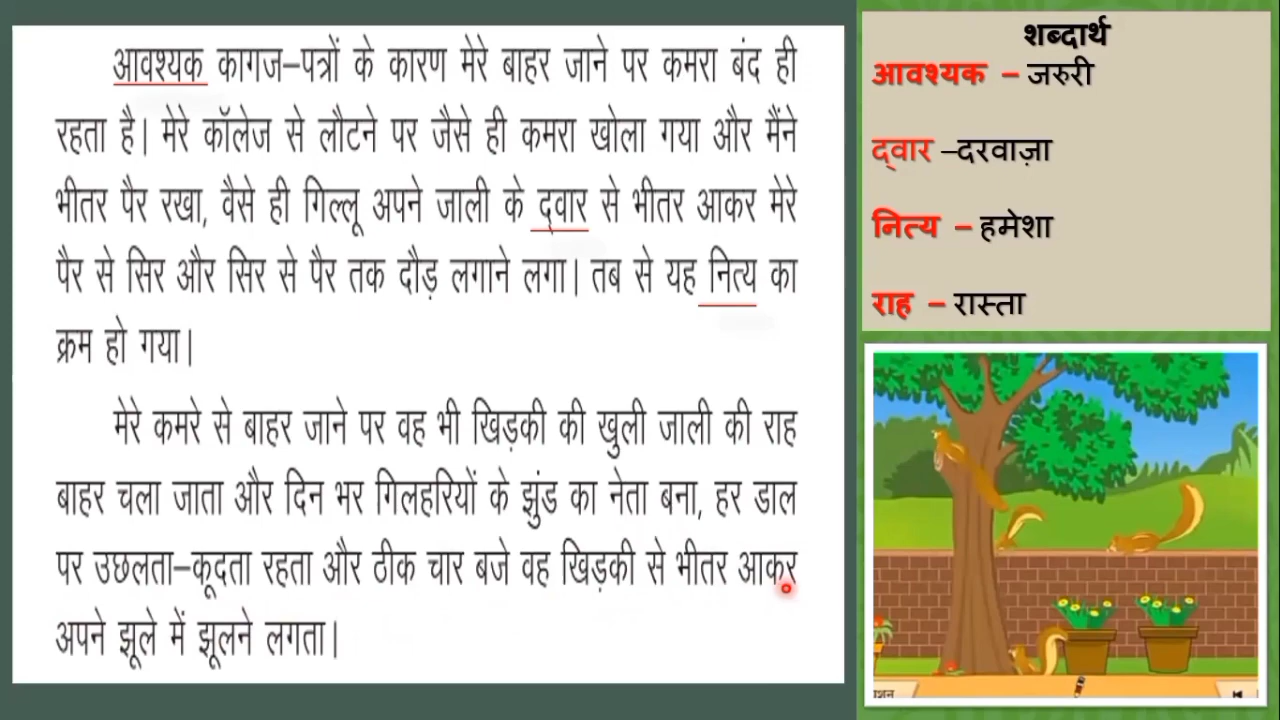 आवश्यक कागज–पत्रों के कारण मेरे बाहर जाने पर कमरा बंद ही
रहता है। मेरे कॉलेज से लौटने पर जैसे ही कमरा खोला गया और मैंने
भीतर पैर रखा, वैसे ही गिल्लू अपने जाली के द्वार से भीतर आकर मेरे
पैर से सिर और सिर से पैर तक दौड़ लगाने लगा। तब से यह नित्य का
क्रम हो गया।
मेरे कमरे से बाहर जाने पर वह भी खिड़की की खुली जाली की राह
बाहर चला जाता और दिन भर गिलहरियों के झुंड का नेता बना, हर डाल
पर उछलता–कूदता रहता और ठीक चार बजे वह खिड़की से भीतर आकर
अपने झूले में झूलने लगता।
शब्दार्थ
आवश्यक – जरुरी
द्वार –दरवाज़ा
नित्य – हमेशा
राह – रास्ता